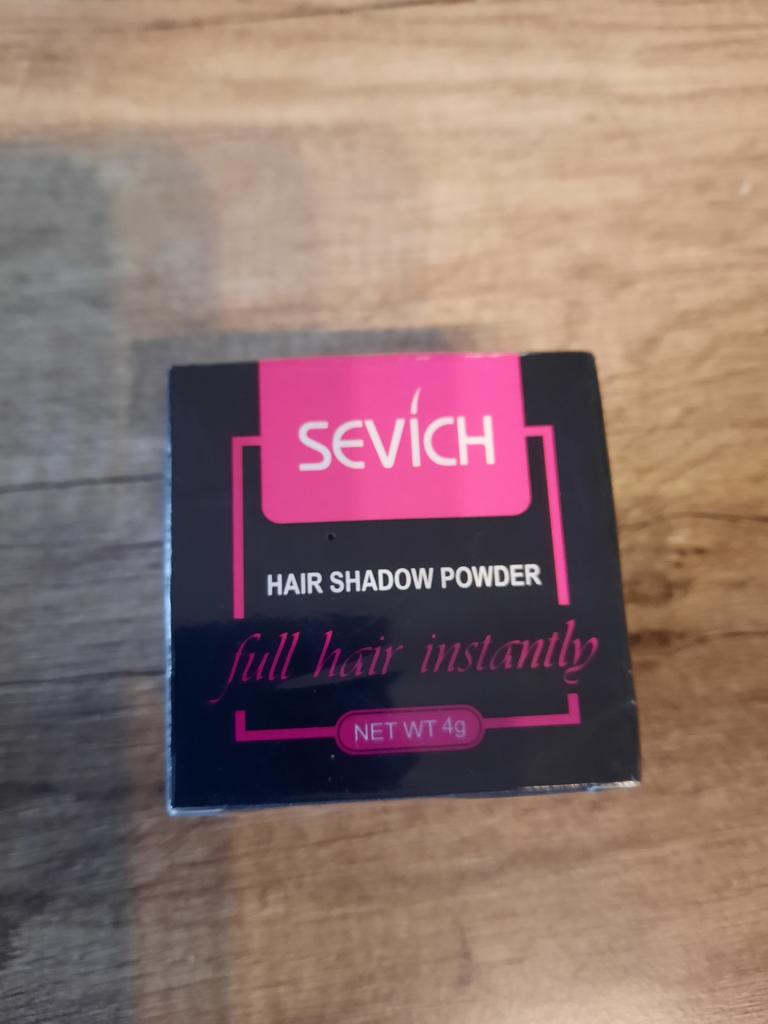 SEVICH
HAIR SHADOW POWDER
full hair instantly
NET WT 4g